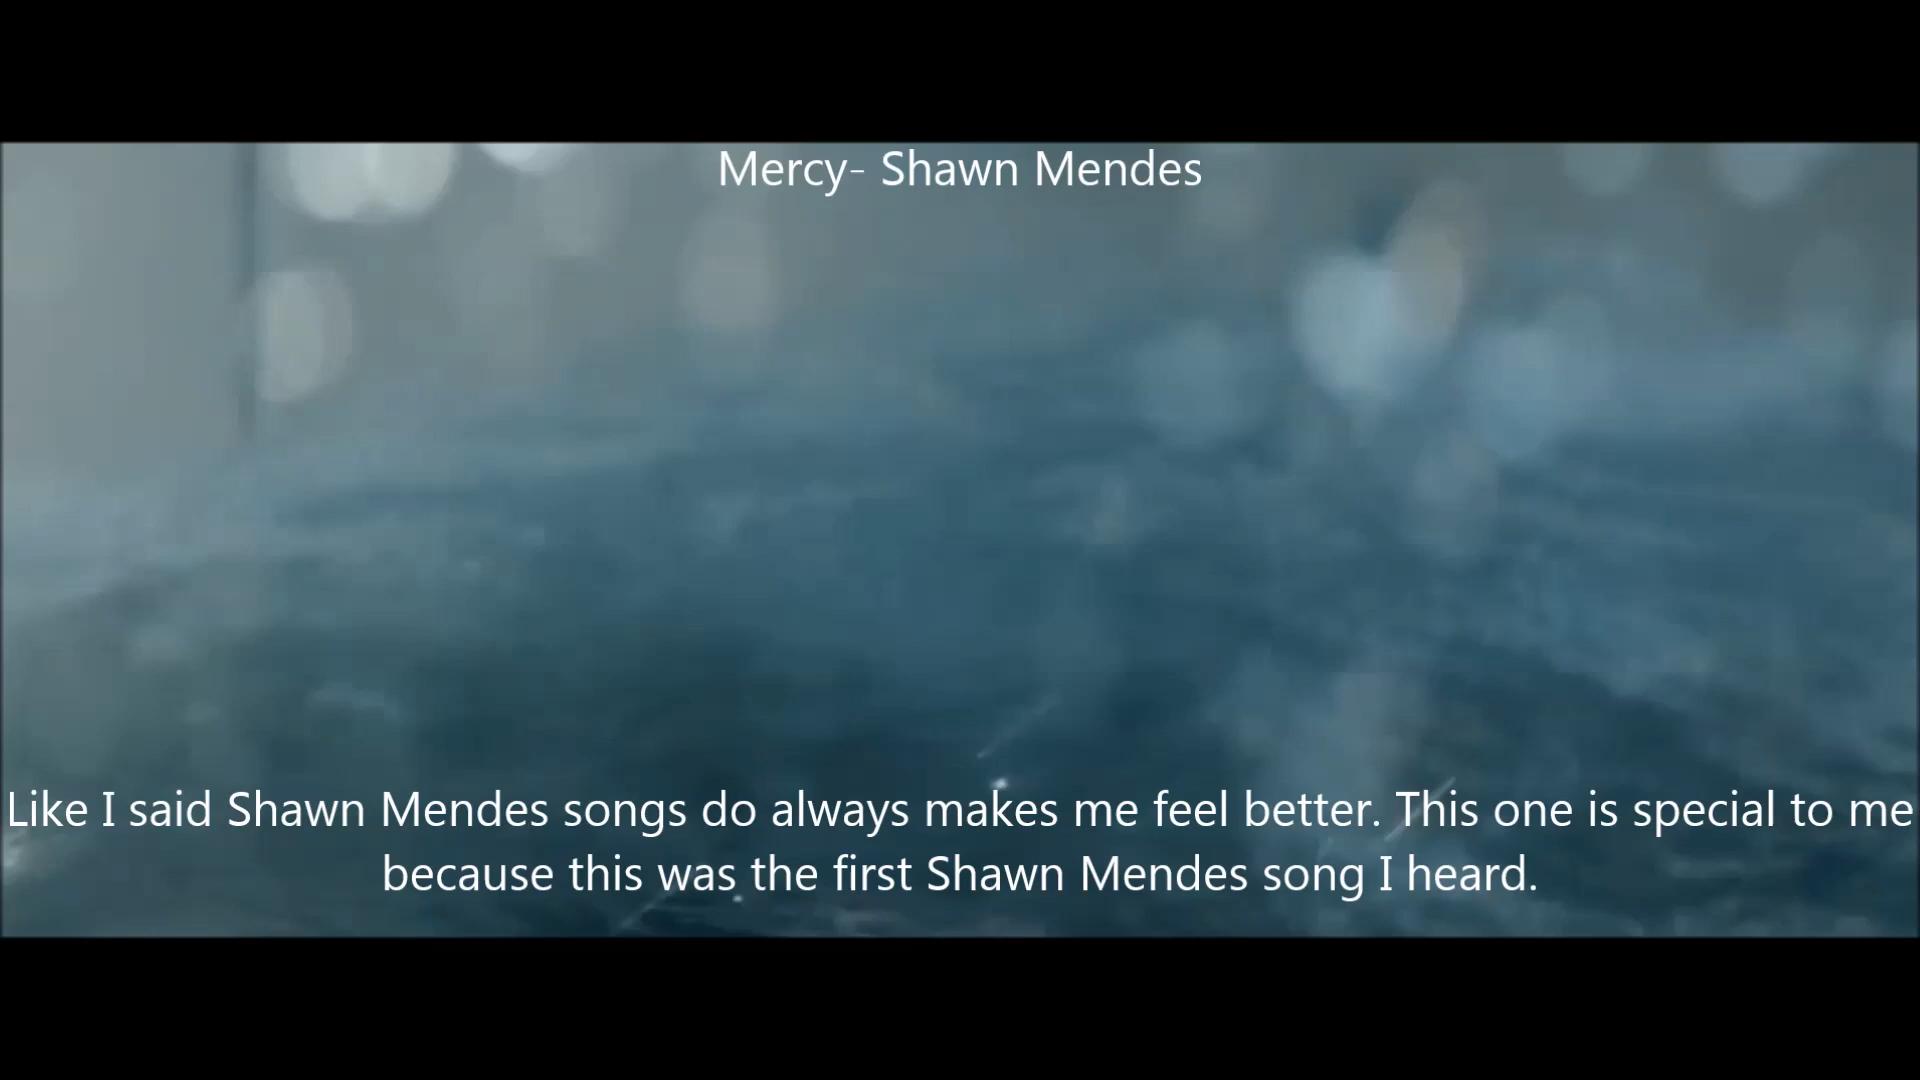 Mercy- Shawn Mendes
Like I said Shawn Mendes songs do always makes me feel better. This one is special to me
because this was the first Shawn Mendes song I heard.